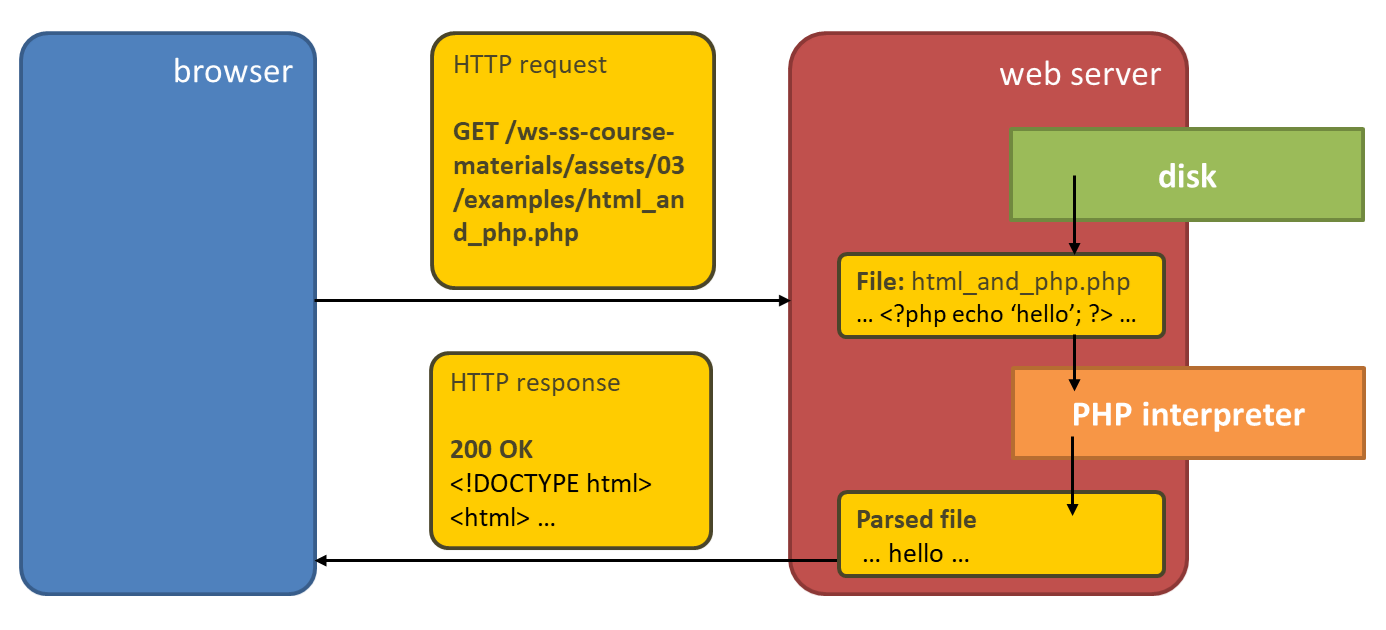 browser
HTTP request
GET /ws-ss-course-
materials/assets/03
/examples/html_an
d_php.php
web server
disk
File: html_and_php.php
... <?php echo ‘hello’; ?> ...
PHP interpreter
HTTP response
200 OK
<!DOCTYPE html>
<html> ...
Parsed file
... hello ...